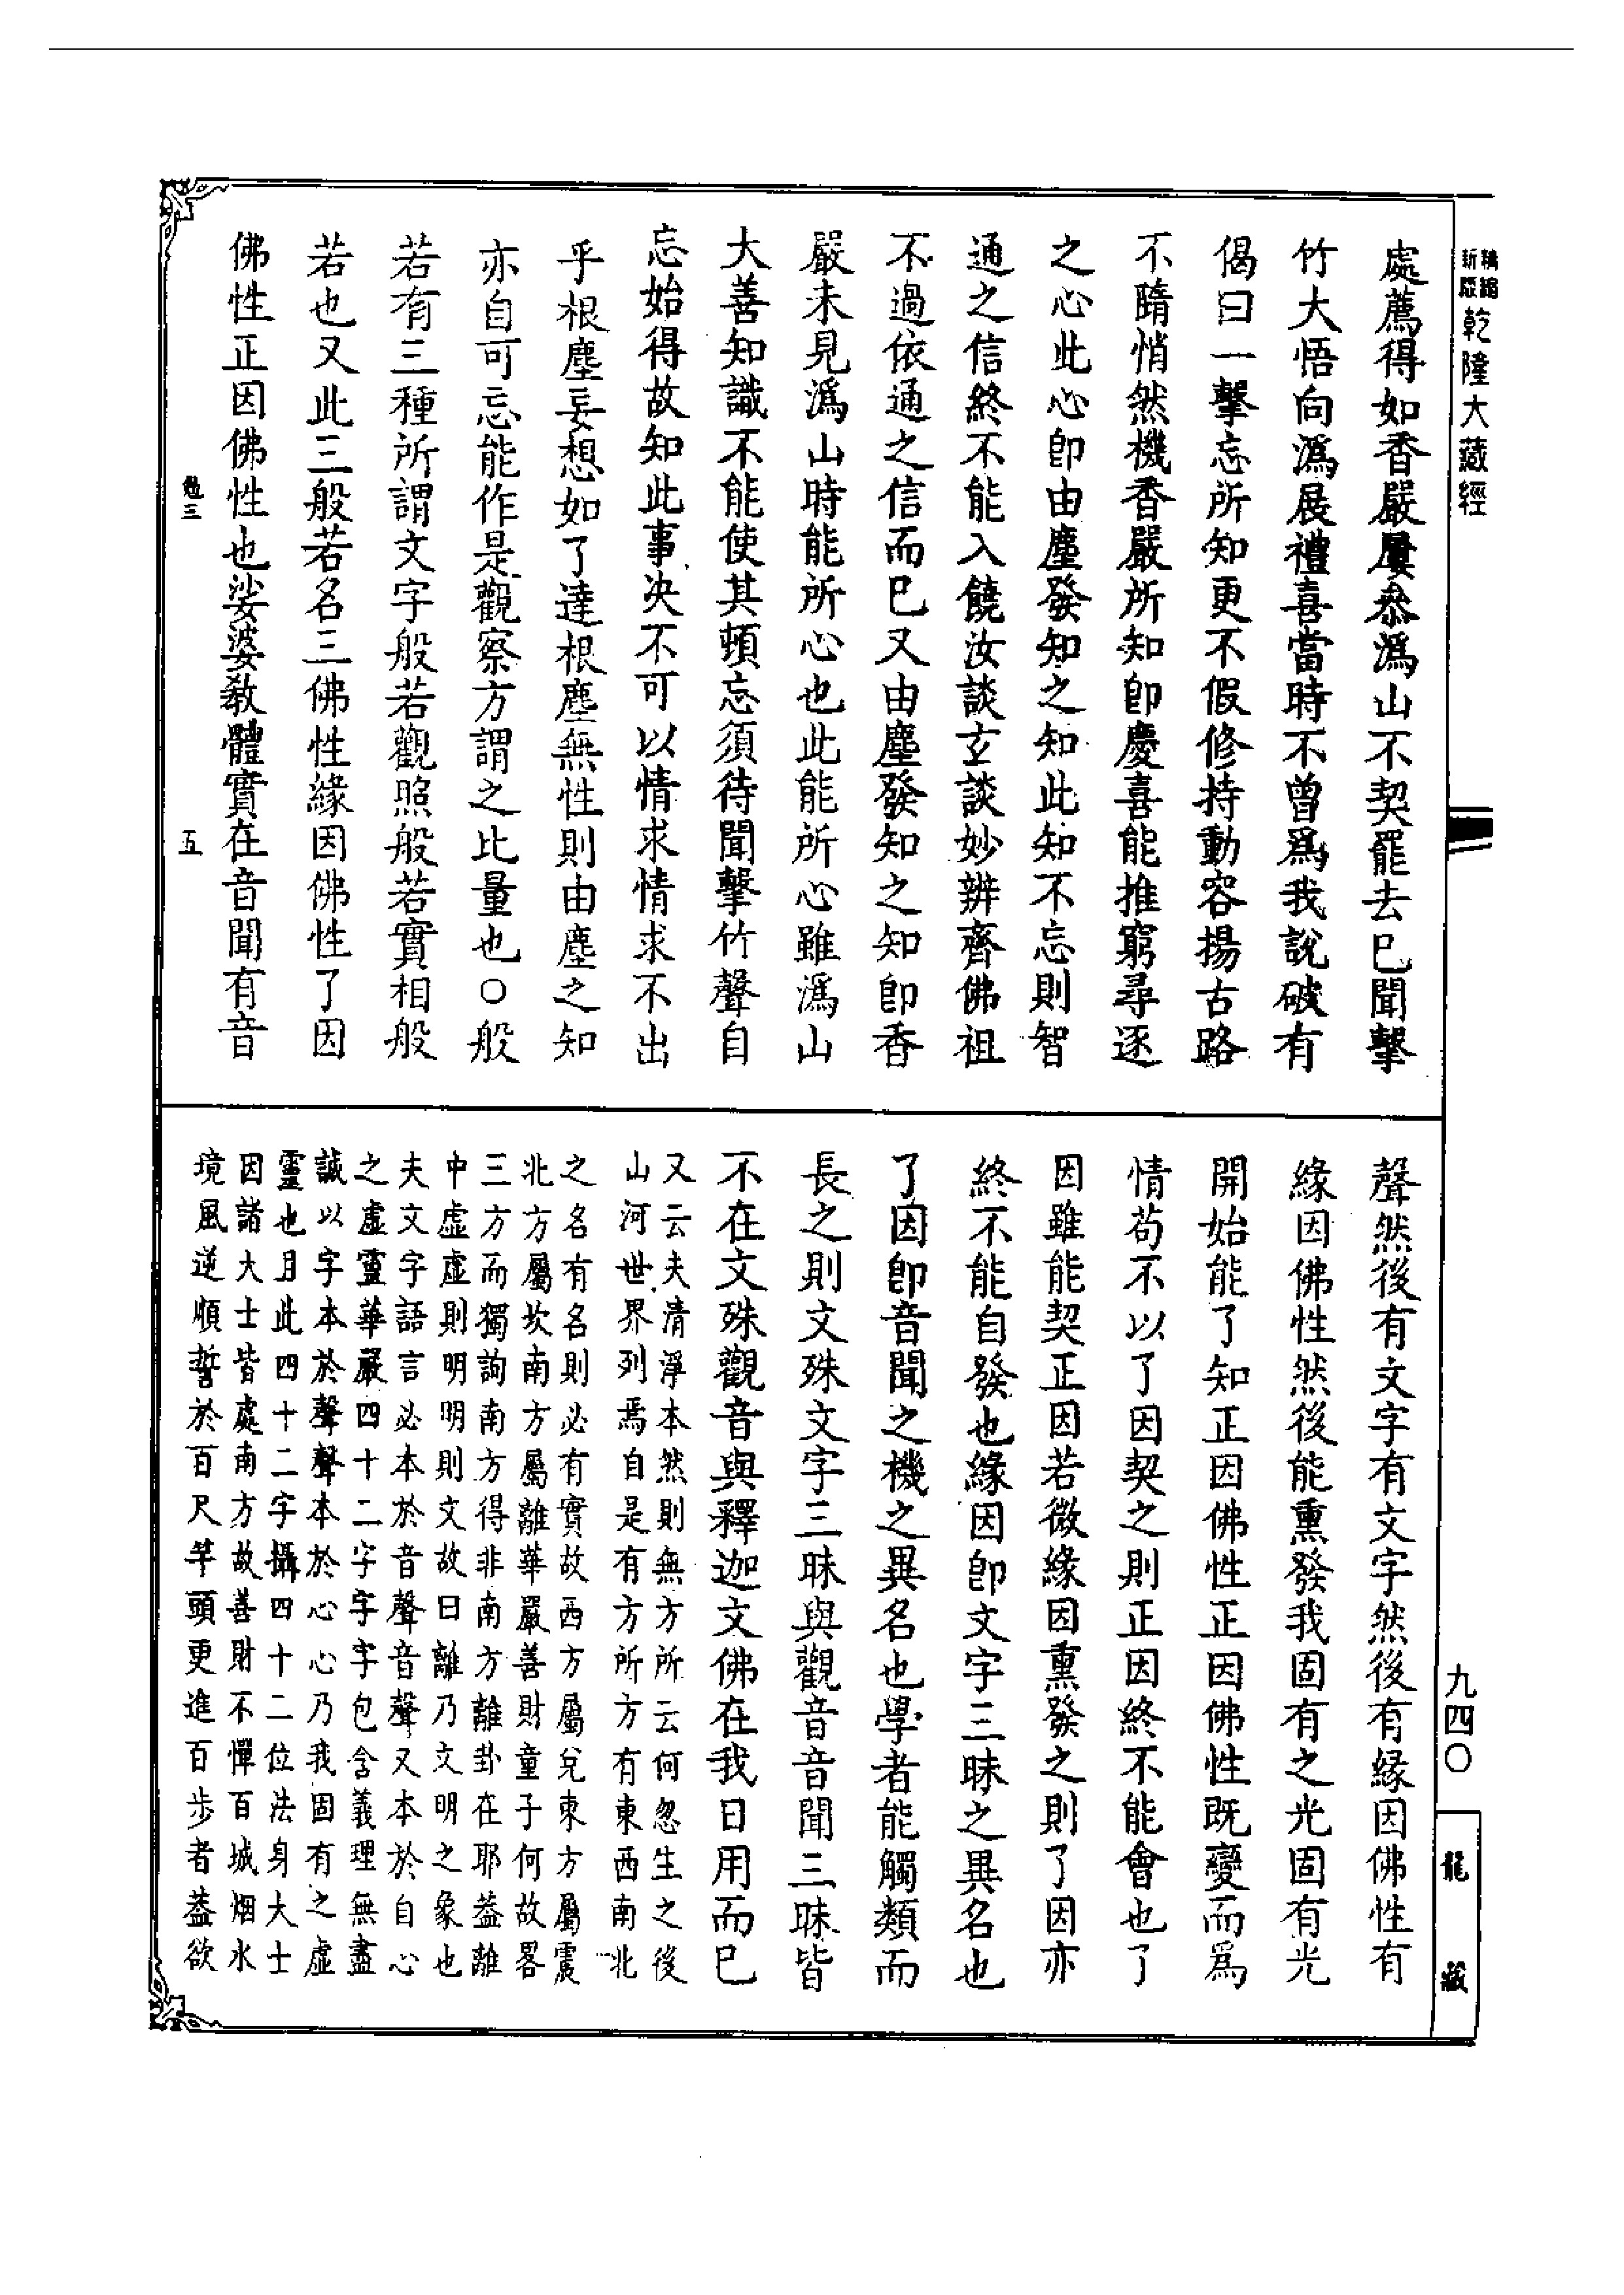 新編縮版乾隆大藏經
處薦得如香嚴屢叅溈山不契罷去巳聞擊
竹大悟向溈展禮喜當時不曾爲我說破有
偈曰一擊忘所知更不假修持動容揚古路
不墮悄然機香嚴所知卽慶喜能推窮尋逐
之心此心卽由塵發知之知此知不忘則智
通之信終不能入饒汝談玄談妙辨齊佛祖
不過依通之信而巳又由塵發知之知卽香
嚴未見溈山時能所心也此能所心雖溈山
大善知識不能使其頓忘須待聞擊竹聲自
忘始得故知此事决不可以情求情求不出
乎根塵妄想如了達根塵無性則由塵之知
亦自可忘能作是觀察方謂之比量也○般
若有三種所謂文字般若觀照般若實相般
若也又此三般若名三佛性緣因佛性了因
佛性正因佛性也娑婆敎體實在音聞有音
勉三
五
聲然後有文字有文字然後有緣因佛性有
緣因佛性然後能熏發我固有之光固有光
開始能了知正因佛性正因佛性既變而爲
情苟不以了因契之則正因終不能會也了
因雖能契正因若微緣因熏發之則了因亦
終不能自發也緣因卽文字三昧之異名也
了因卽音聞之機之異名也學者能觸類而
長之則文殊文字三昧與觀音音聞三昧皆
不在文殊觀音與釋迦文佛在我日用而巳
又云夫清淨本然則無方所云何忽生之後
山河世界列焉自是有方所方有東西南北
之名有名則必有實故西方屬兌東方屬震
北方屬坎南方屬離華嚴善財童子何故畧
三方而獨詢南方得非南方離卦在耶葢離
中虛虛則明明則文故曰離乃文明之象也
夫文字語言必本於音聲音聲又本於自心
之虛靈華嚴四十二字字字包含義理無盡
誠以字本於聲聲本於心心乃我固有之虛
靈也月此四十二字攝四十二位法身大士
因諸大士皆處南方故善財不憚百城烟水
境風逆順誓於百尺竿頭更進百步者葢欲
九四〇
龍藏